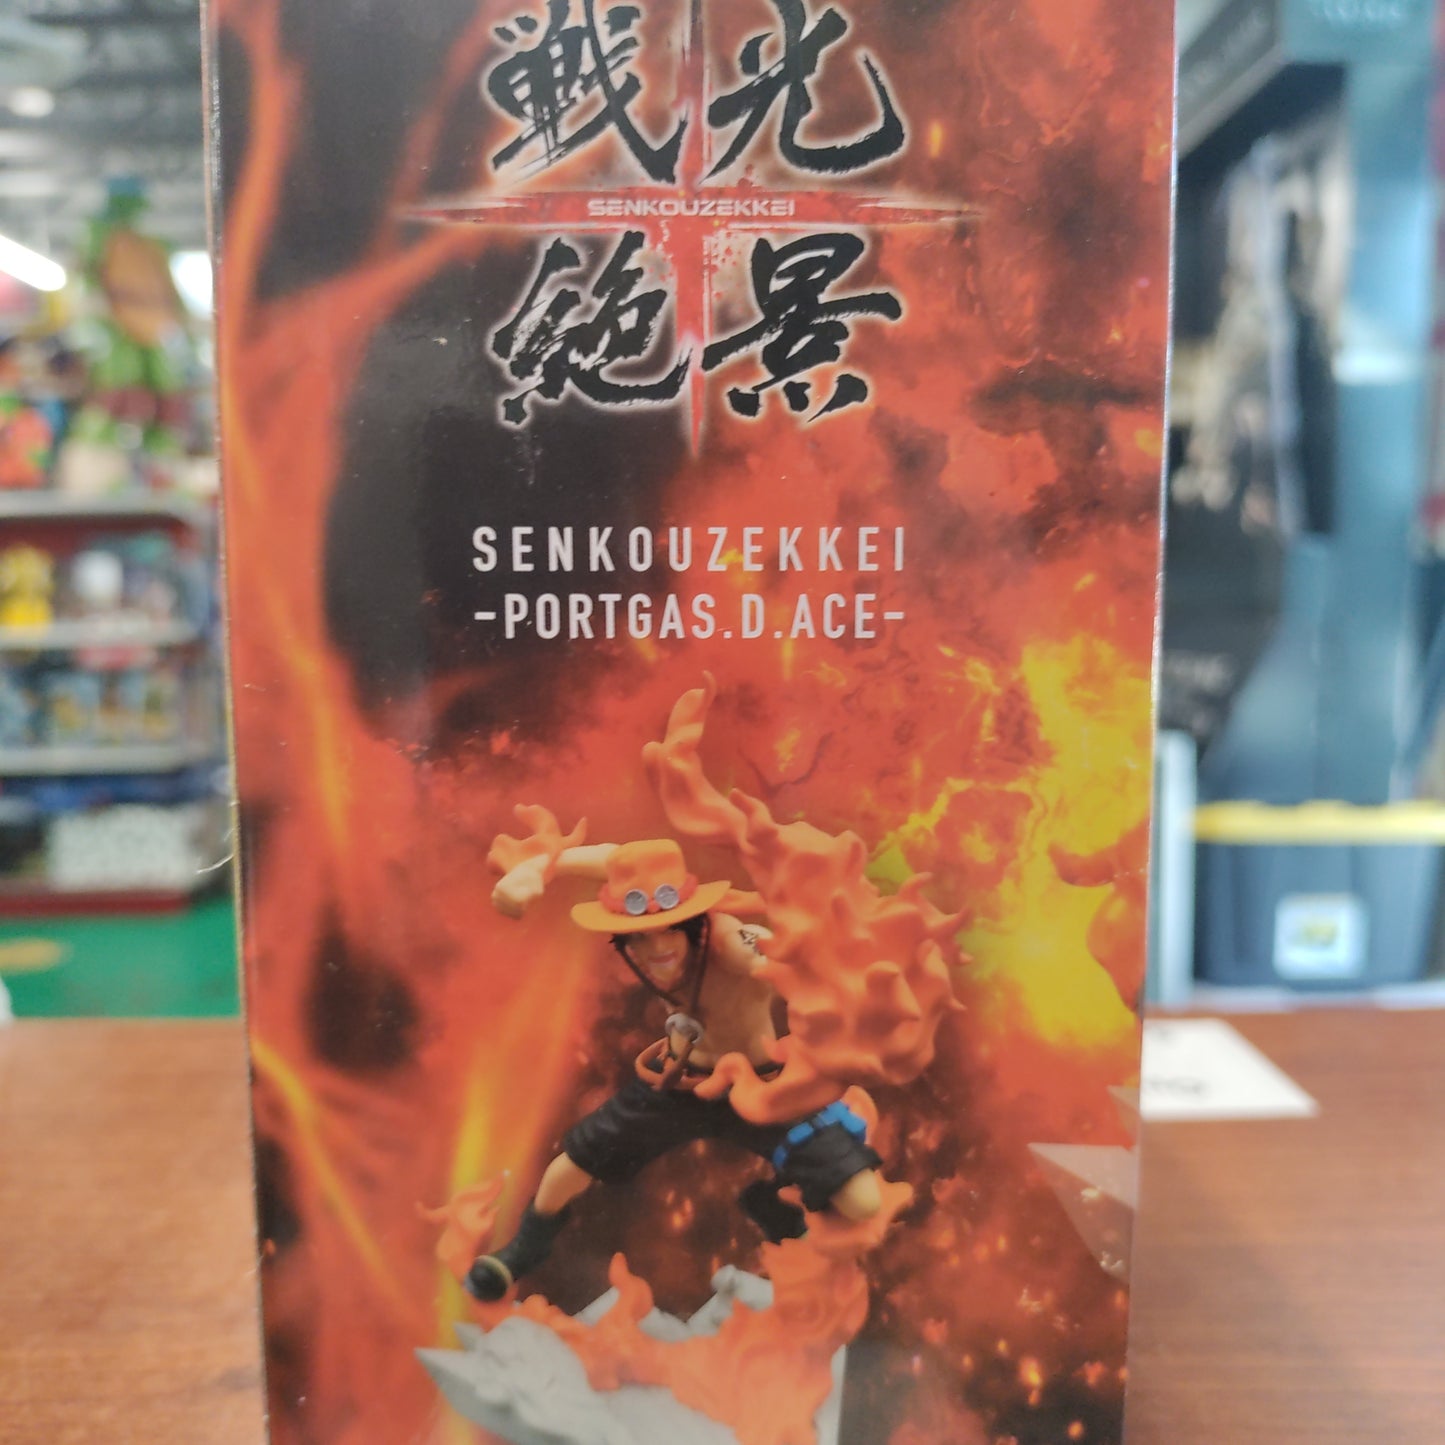 戦光
SENKOUZEKKEI
絶景
SENKOUZEKKEI
-PORTGAS.D.ACE-